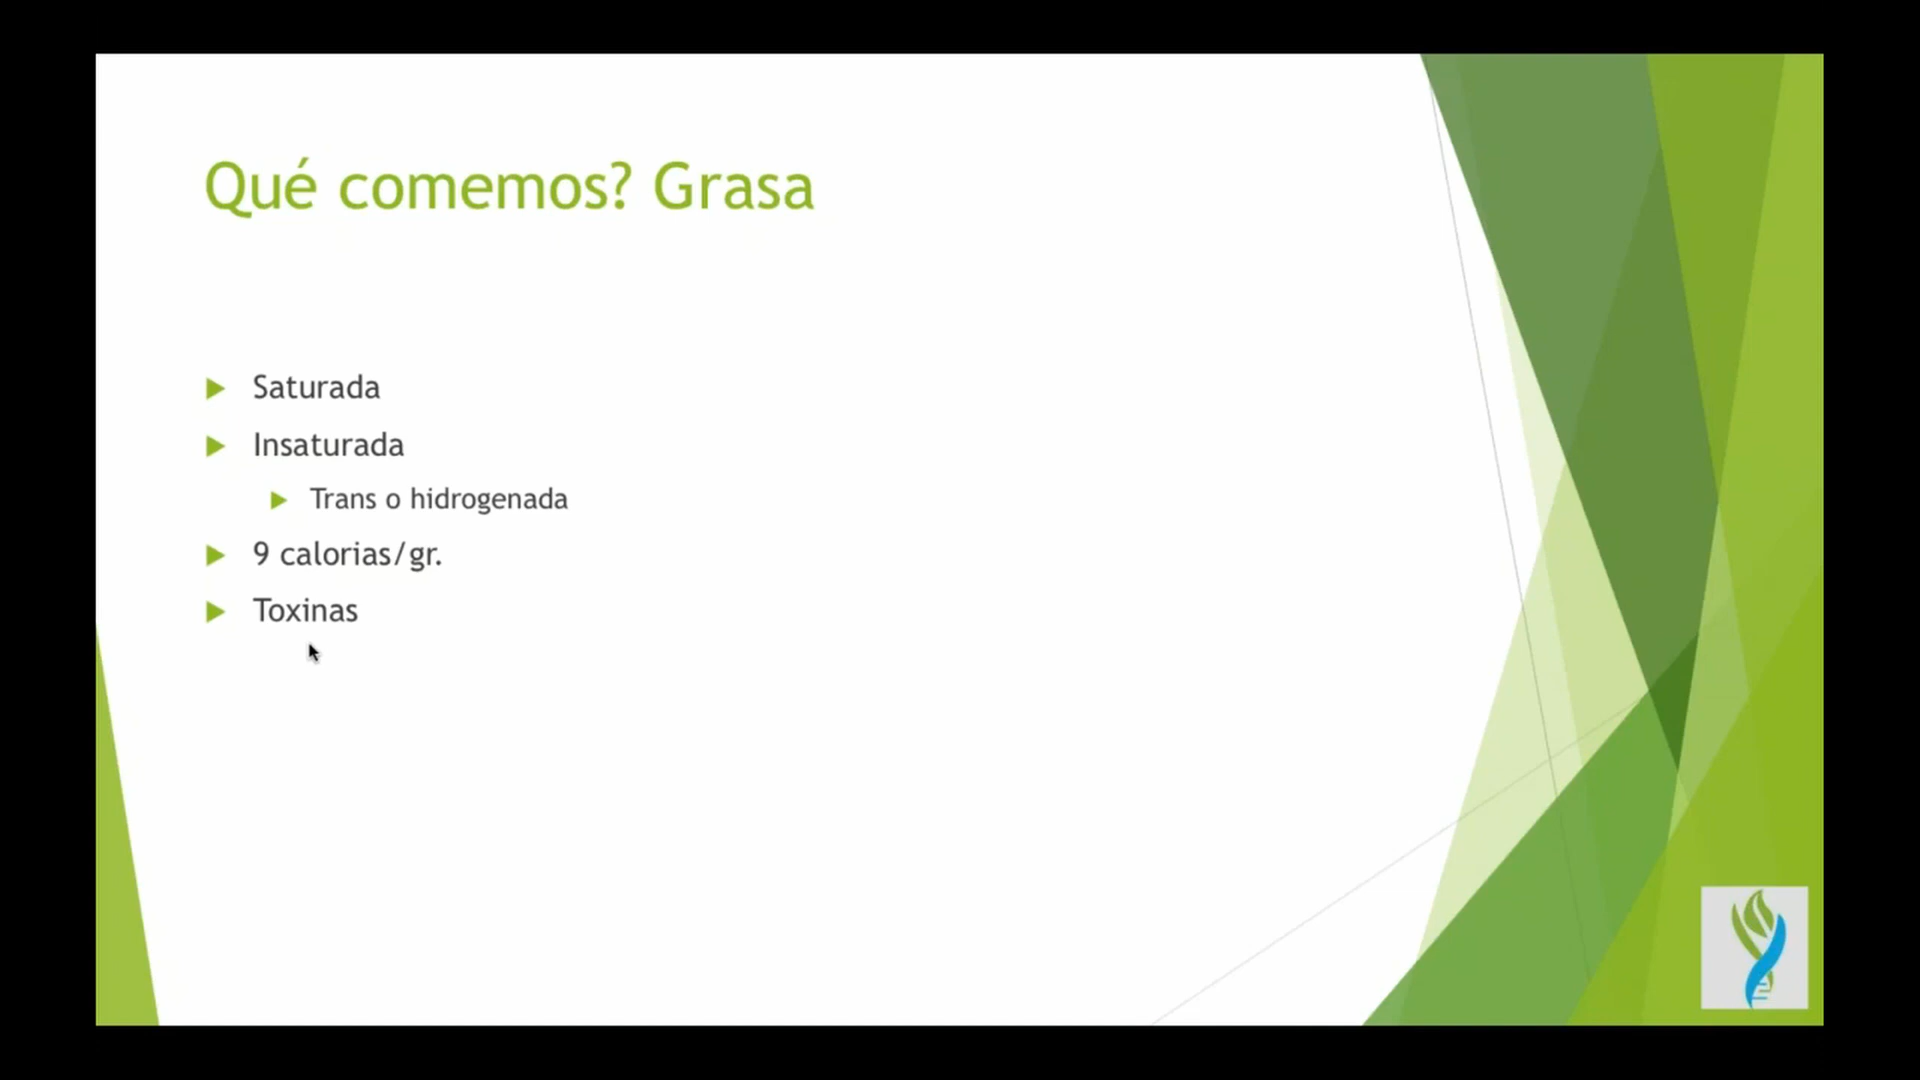 Qué comemos? Grasa
Saturada
Insaturada
Trans o hidrogenada
9 calorias/gr.
Toxinas